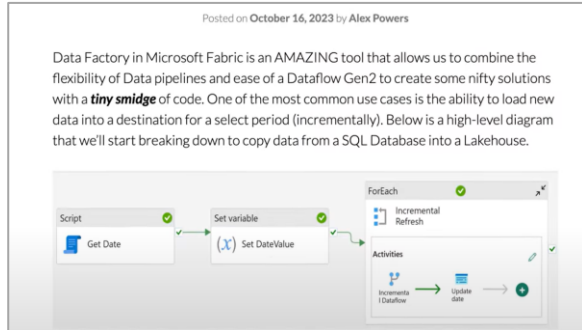 Posted on October 16, 2023 by Alex Powers
Data Factory in Microsoft Fabric is an AMAZING tool that allows us to combine the
flexibility of Data pipelines and ease of a Dataflow Gen2 to create some nifty solutions
with a tiny smidge of code. One of the most common use cases is the ability to load new
data into a destination for a select period (incrementally). Below is a high-level diagram
that we'll start breaking down to copy data from a SQL Database into a Lakehouse.
Script
Get Date
Set variable
(x) Set DateValue
ForEach
Incremental
Refresh
Activities
Incrementa
l Dataflow
Update
date